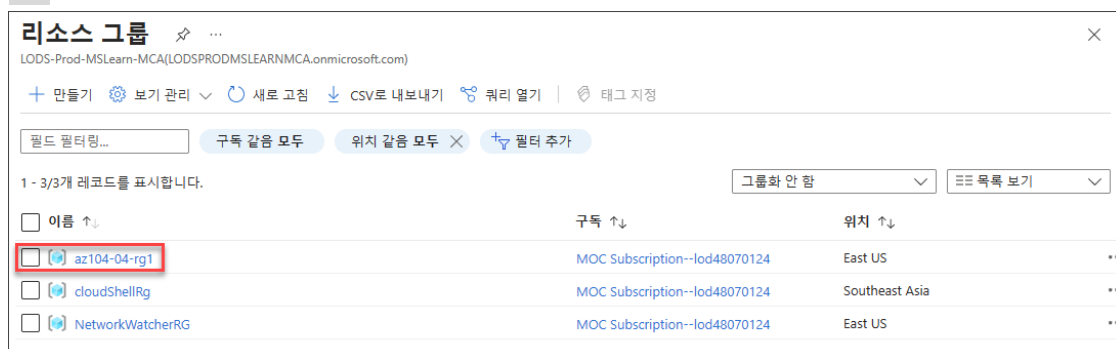 리소스 그룹
LODS-Prod-MSLearn-MCA(LODSPRODMSLEARNMCA.onmicrosoft.com)
만들기 보기 관리 새로 고침 CSV로 내보내기 쿼리 열기 태그 지정
필드 필터링... 구독 같음 모두 위치 같음 모두 필터 추가
1 - 3/3개 레코드를 표시합니다. 그룹화 안 함 목록 보기
이름 구독 위치
az104-04-rg1 MOC Subscription--lod48070124 East US
cloudShellRg MOC Subscription--lod48070124 Southeast Asia
NetworkWatcherRG MOC Subscription--lod48070124 East US